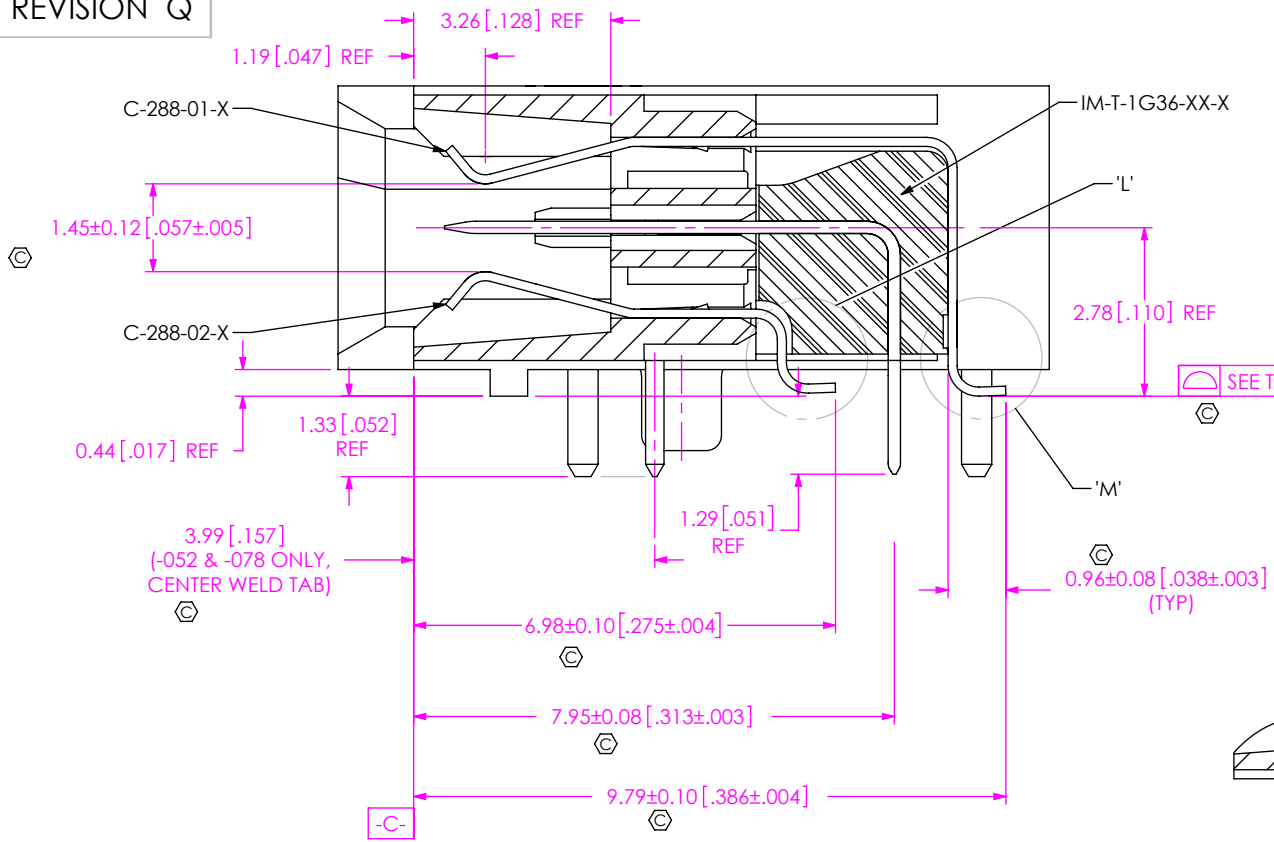 REVISION Q
3.26 [.128] REF
1.19 [.047] REF
C-288-01-X
IM-T-1G36-XX-X
'L'
1.45±0.12 [.057±.005]
C
C-288-02-X
2.78 [.110] REF
SEE T
C
0.44 [.017] REF
1.33 [.052]
REF
'M'
1.29 [.051]
REF
3.99 [.157]
(-052 & -078 ONLY,
CENTER WELD TAB)
C
C
0.96±0.08 [.038±.003]
(TYP)
6.98±0.10 [.275±.004]
C
7.95±0.08 [.313±.003]
C
9.79±0.10 [.386±.004]
C
-C-